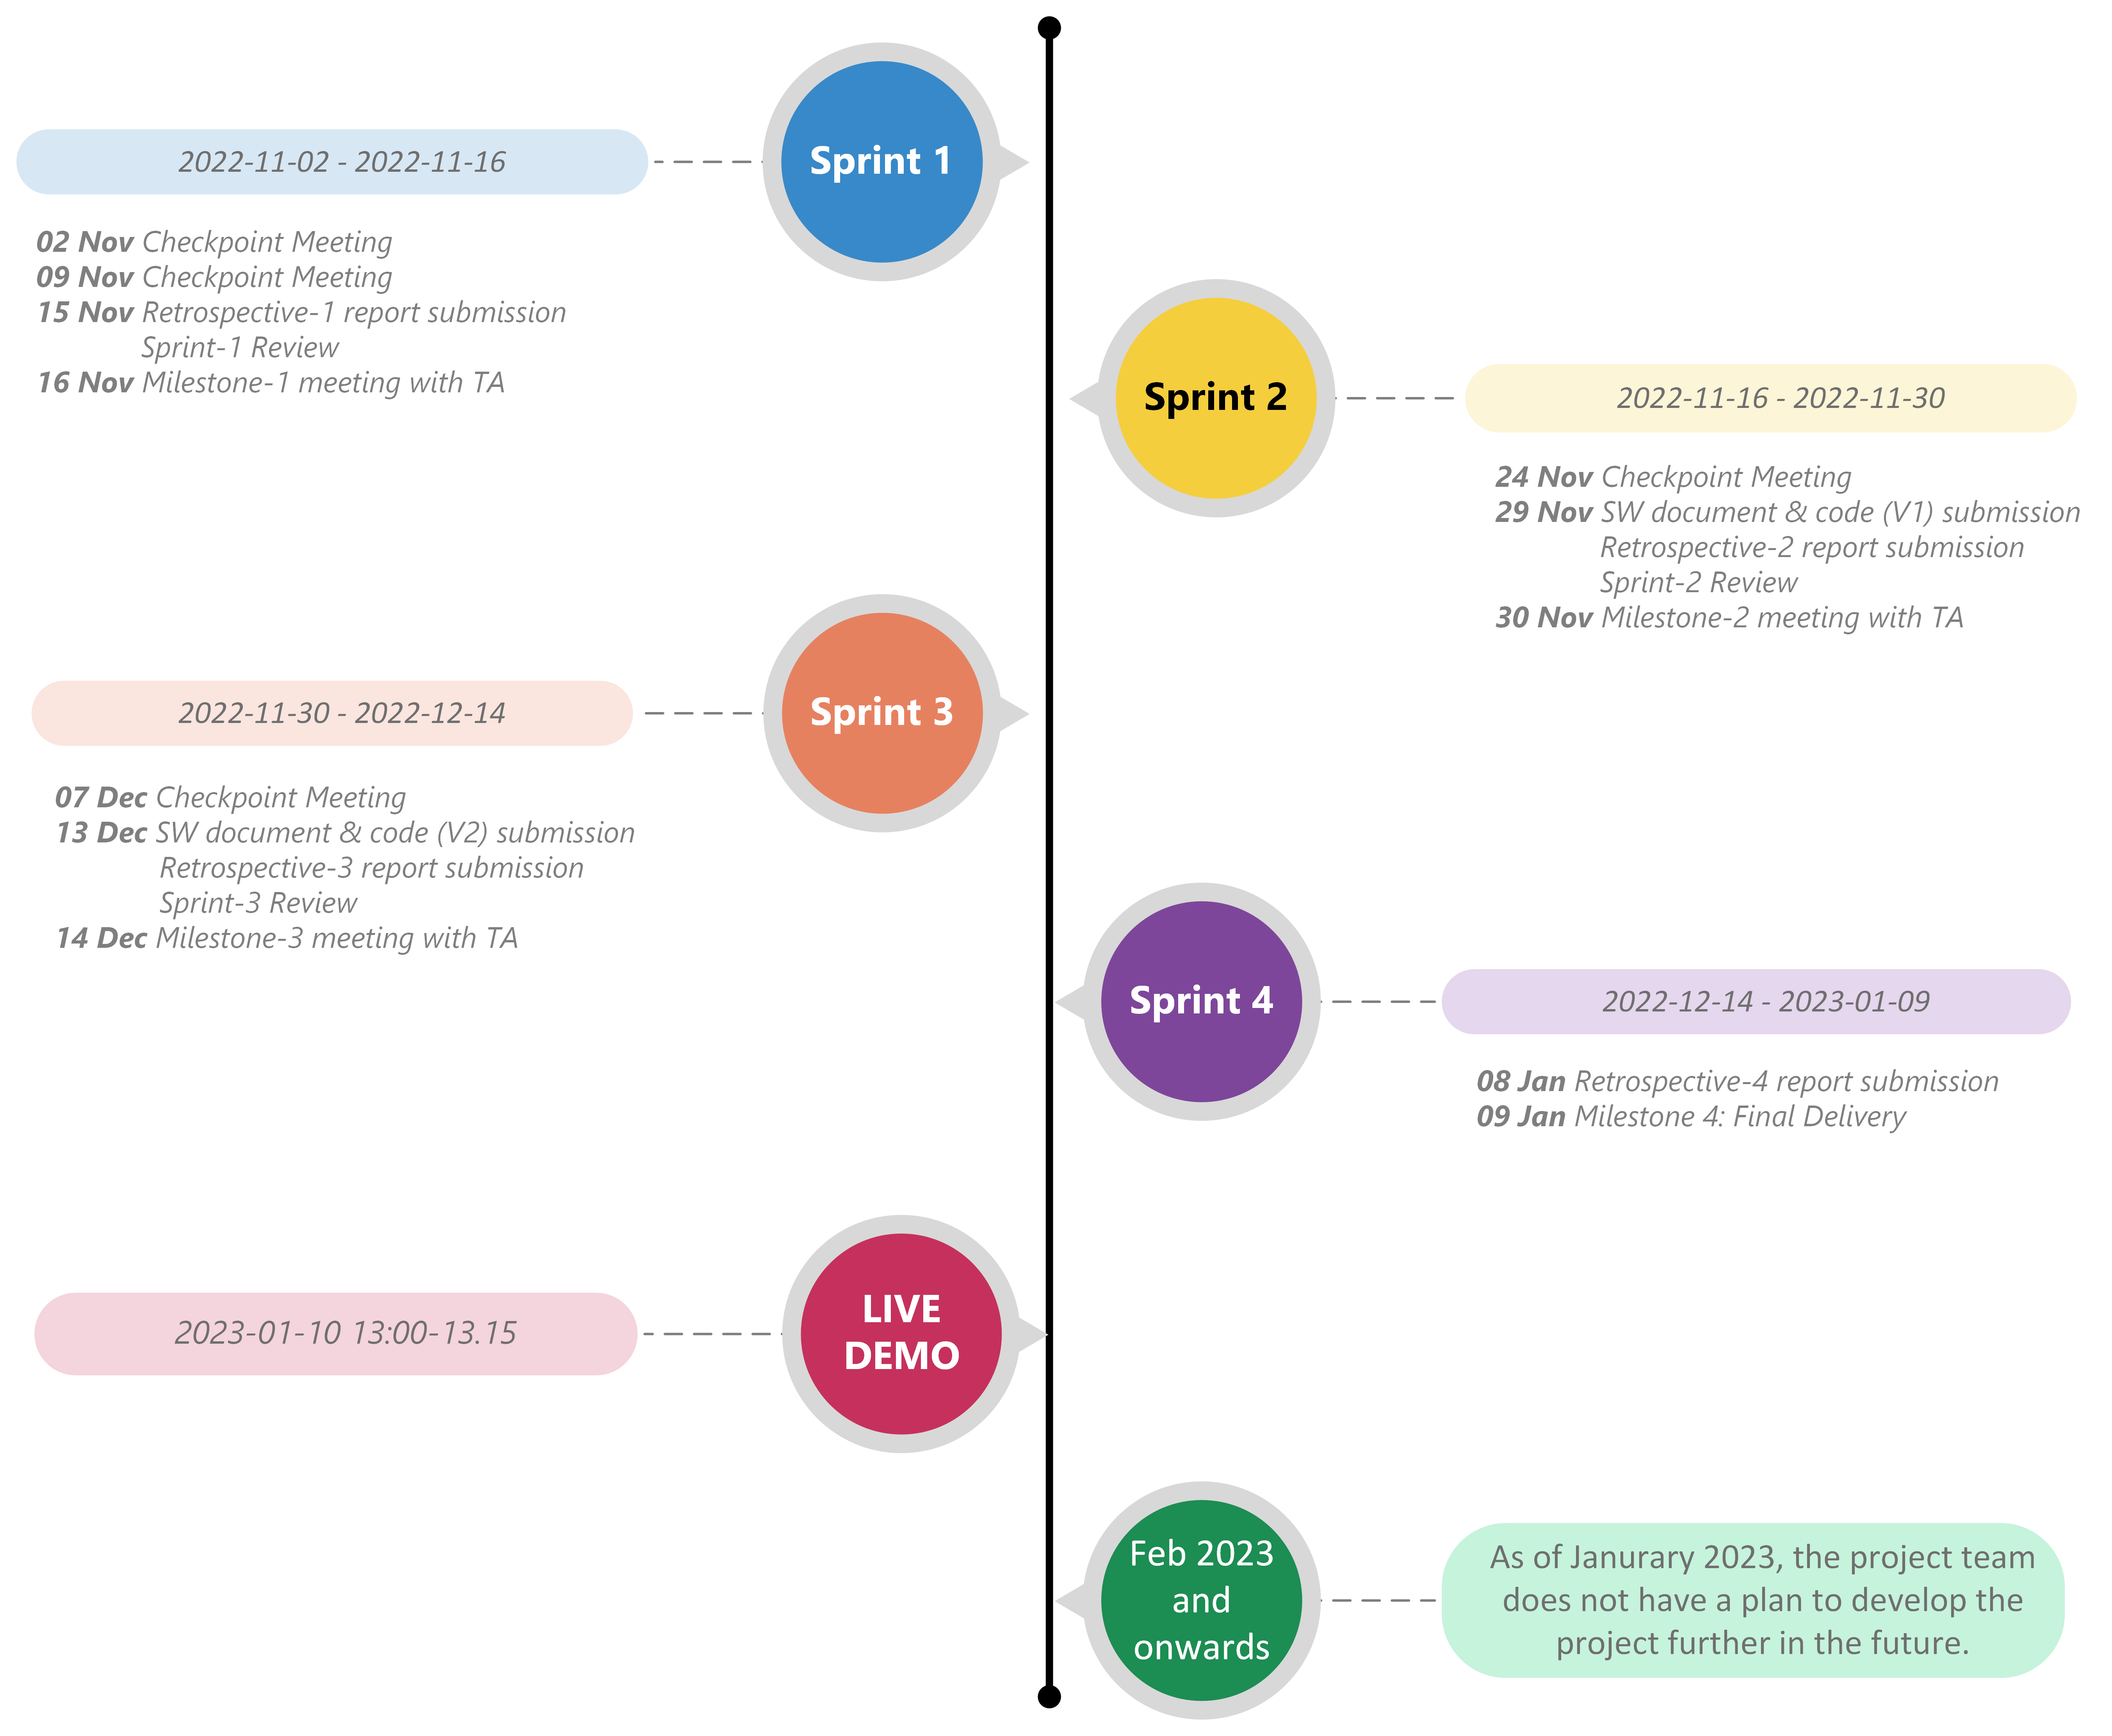 Sprint 1
2022-11-02 - 2022-11-16
02 Nov Checkpoint Meeting
09 Nov Checkpoint Meeting
15 Nov Retrospective-1 report submission
Sprint-1 Review
16 Nov Milestone-1 meeting with TA
Sprint 2
2022-11-16 - 2022-11-30
24 Nov Checkpoint Meeting
29 Nov SW document & code (V1) submission
Retrospective-2 report submission
Sprint-2 Review
30 Nov Milestone-2 meeting with TA
Sprint 3
2022-11-30 - 2022-12-14
07 Dec Checkpoint Meeting
13 Dec SW document & code (V2) submission
Retrospective-3 report submission
Sprint-3 Review
14 Dec Milestone-3 meeting with TA
Sprint 4
2022-12-14 - 2023-01-09
08 Jan Retrospective-4 report submission
09 Jan Milestone 4: Final Delivery
LIVE
DEMO
2023-01-10 13:00-13.15
Feb 2023
and
onwards
As of Janurary 2023, the project team
does not have a plan to develop the
project further in the future.